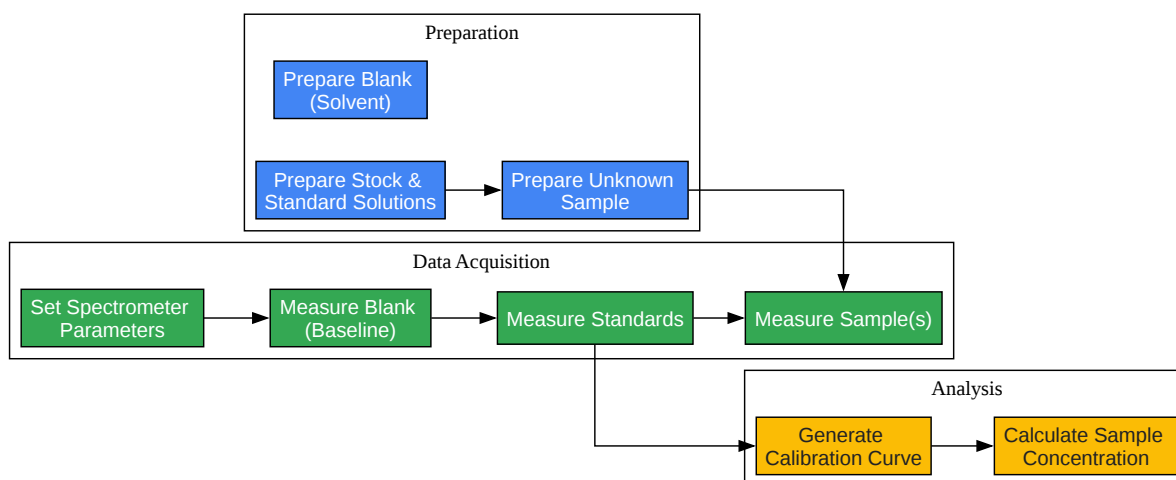 Preparation
Prepare Blank
(Solvent)
Prepare Stock &
Standard Solutions
Prepare Unknown
Sample
Data Acquisition
Set Spectrometer
Parameters
Measure Blank
(Baseline)
Measure Standards
Measure Sample(s)
Analysis
Generate
Calibration Curve
Calculate Sample
Concentration